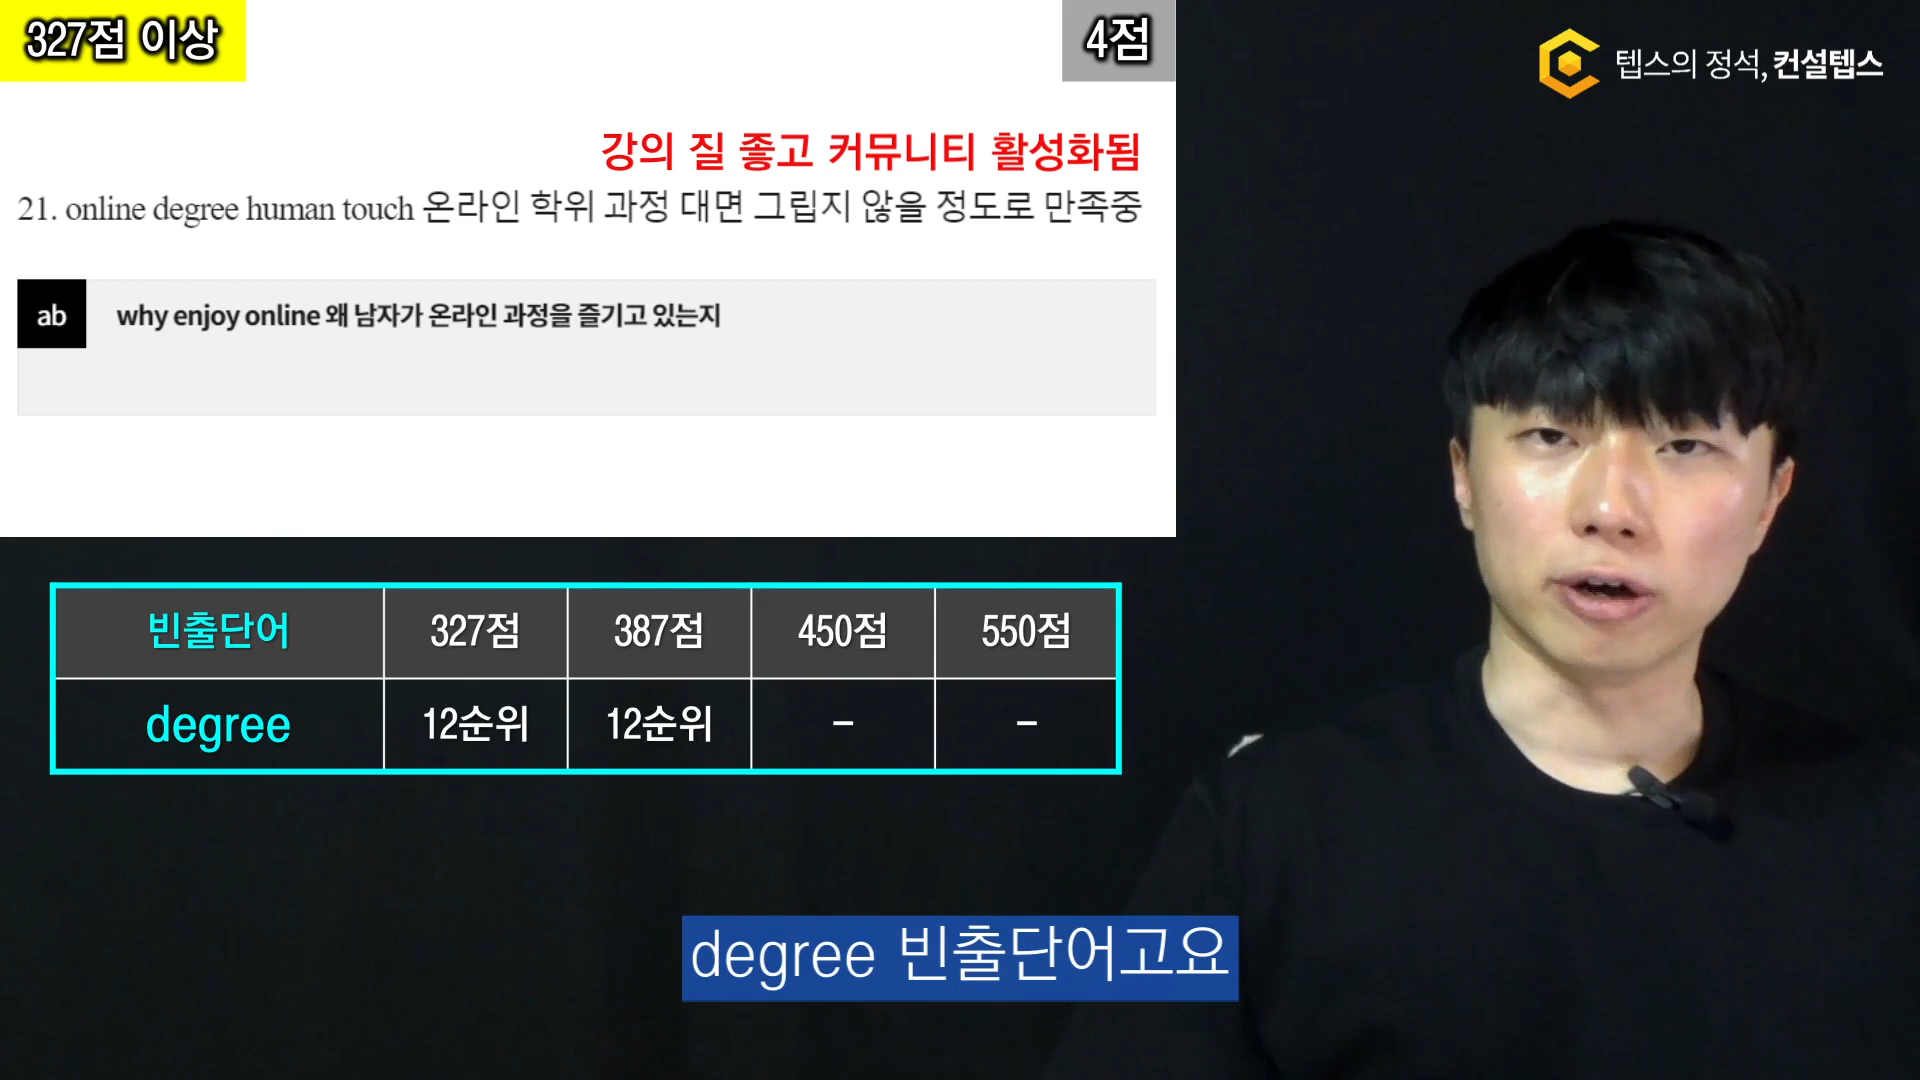 327점 이상
4점
텝스의 정석, 컨설텝스
강의 질 좋고 커뮤니티 활성화됨
21. online degree human touch 온라인 학위 과정 대면 그립지 않을 정도로 만족중
ab
why enjoy online 왜 남자가 온라인 과정을 즐기고 있는지
빈출단어 327점 387점 450점 550점
degree 12순위 12순위 – –
degree 빈출단어고요